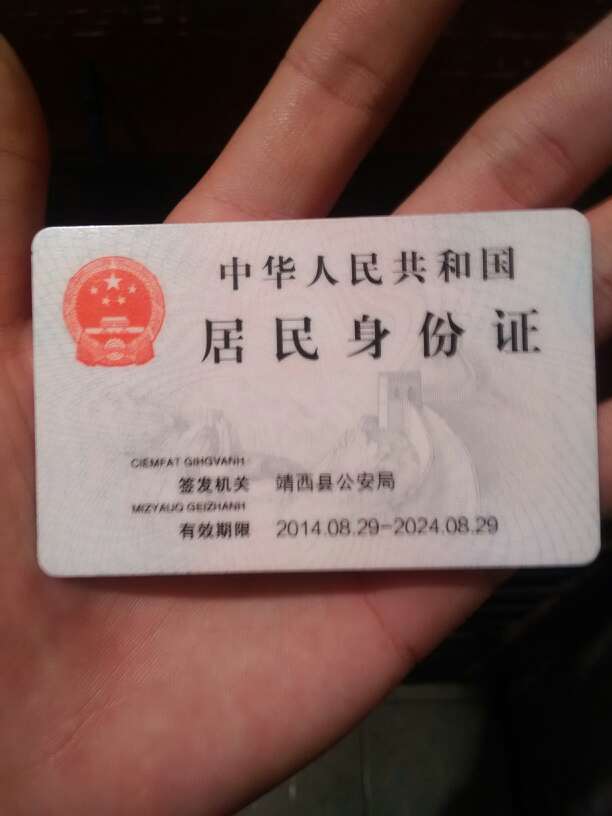 中华人民共和国
居民身份证
CIEMFAT GIHGVANH
签发机关 靖西县公安局
MIZYAUQ GEIZHANH
有效期限 2014.08.29-2024.08.29